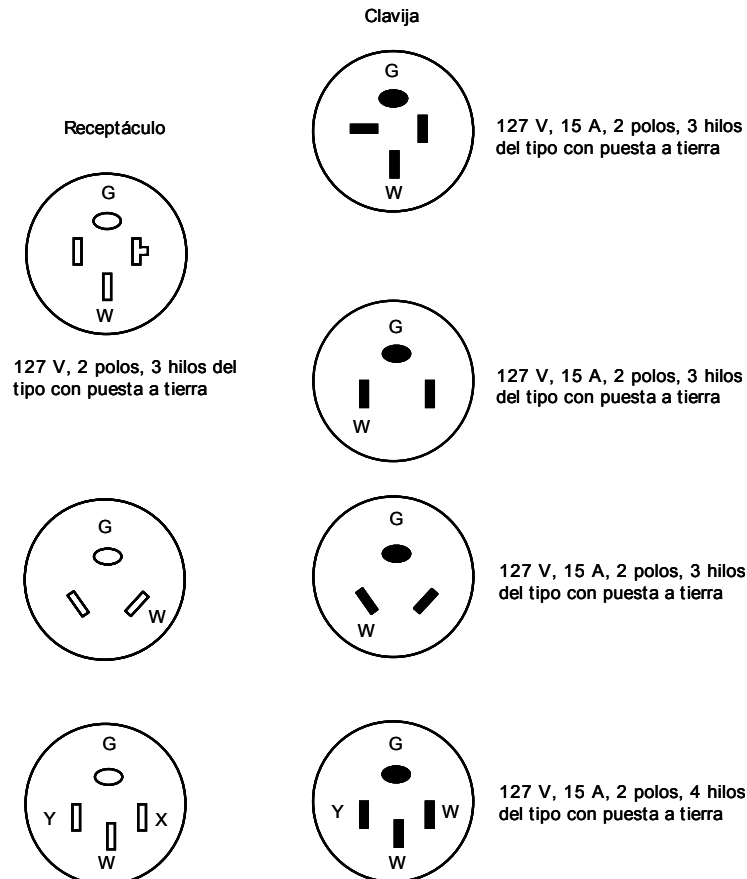 Clavija
G
W
127 V, 15 A, 2 polos, 3 hilos
del tipo con puesta a tierra
Receptáculo
G
W
127 V, 2 polos, 3 hilos del
tipo con puesta a tierra
G
W
127 V, 15 A, 2 polos, 3 hilos
del tipo con puesta a tierra
G
W
G
W
127 V, 15 A, 2 polos, 3 hilos
del tipo con puesta a tierra
G
Y X
W
G
Y W
W
127 V, 15 A, 2 polos, 4 hilos
del tipo con puesta a tierra